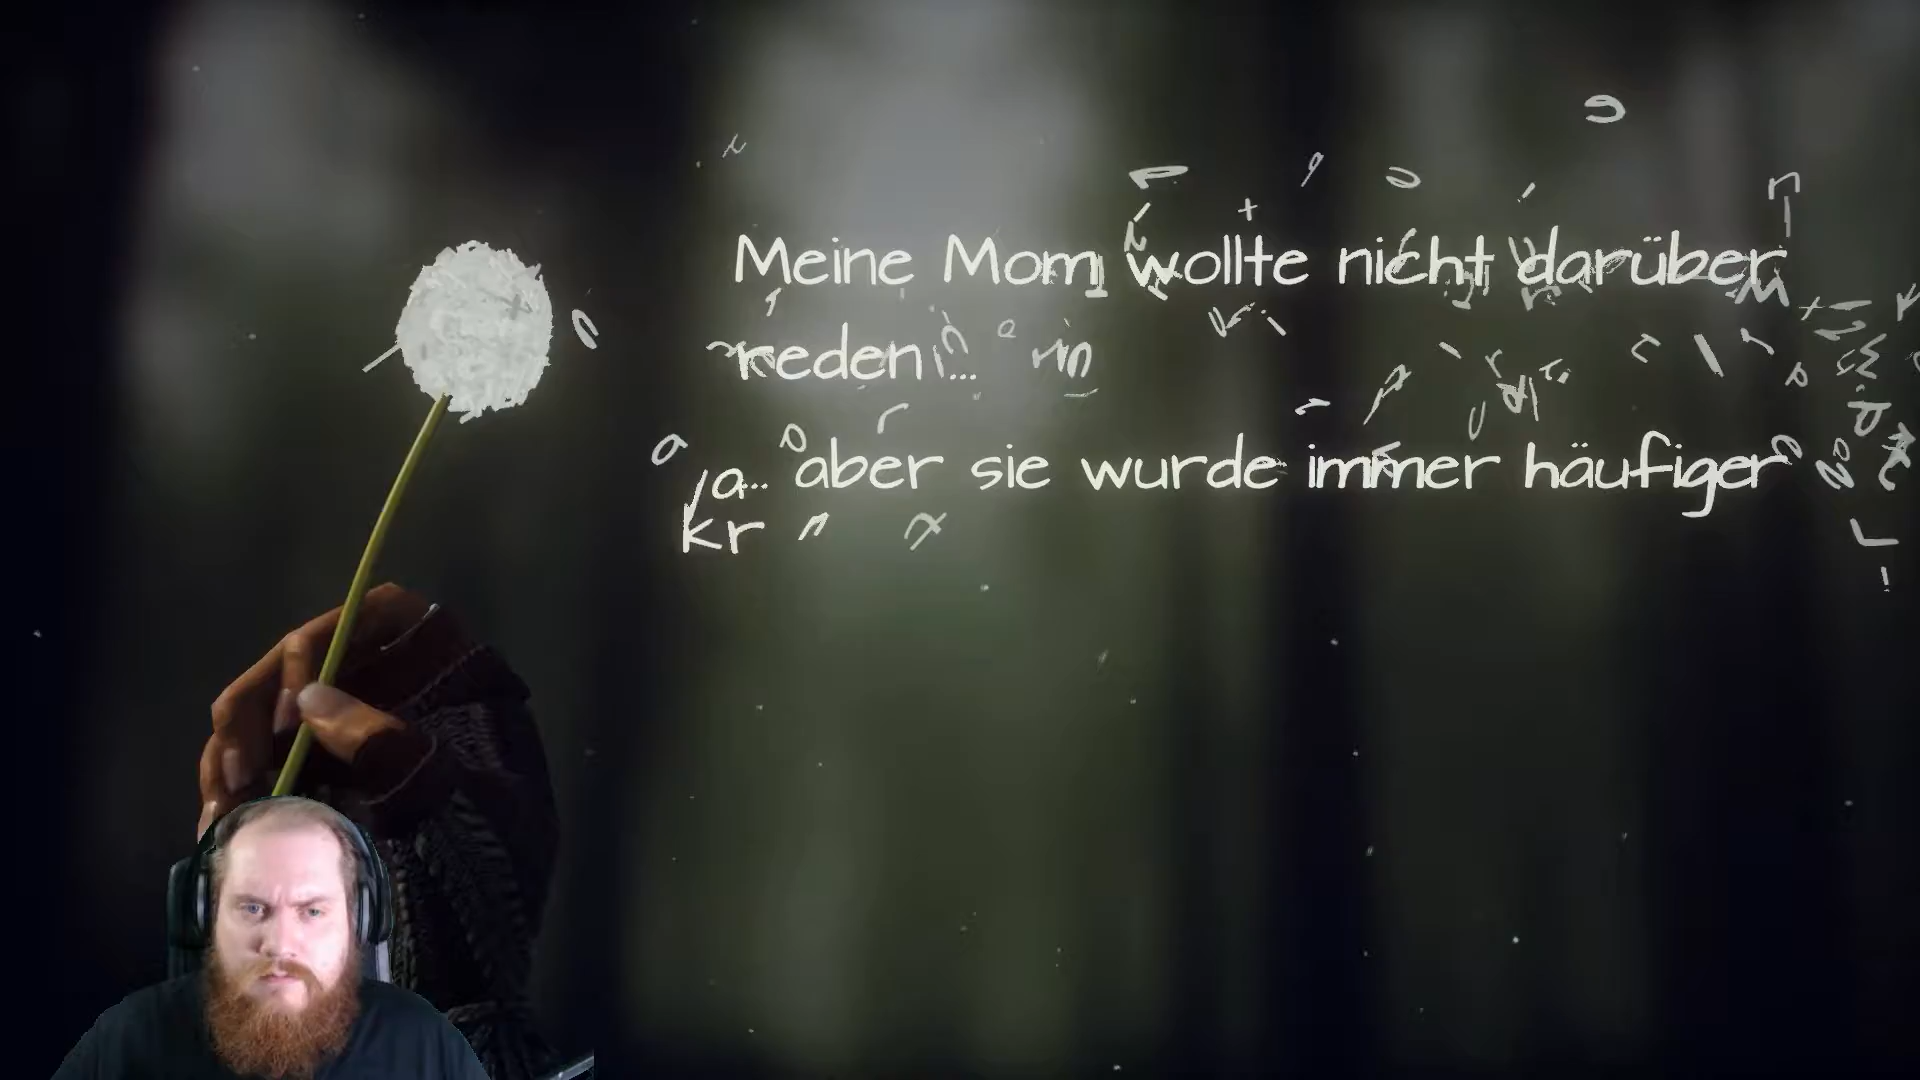 Meine Mom wollte nicht darüber
reden ...
... aber sie wurde immer häufiger
kr